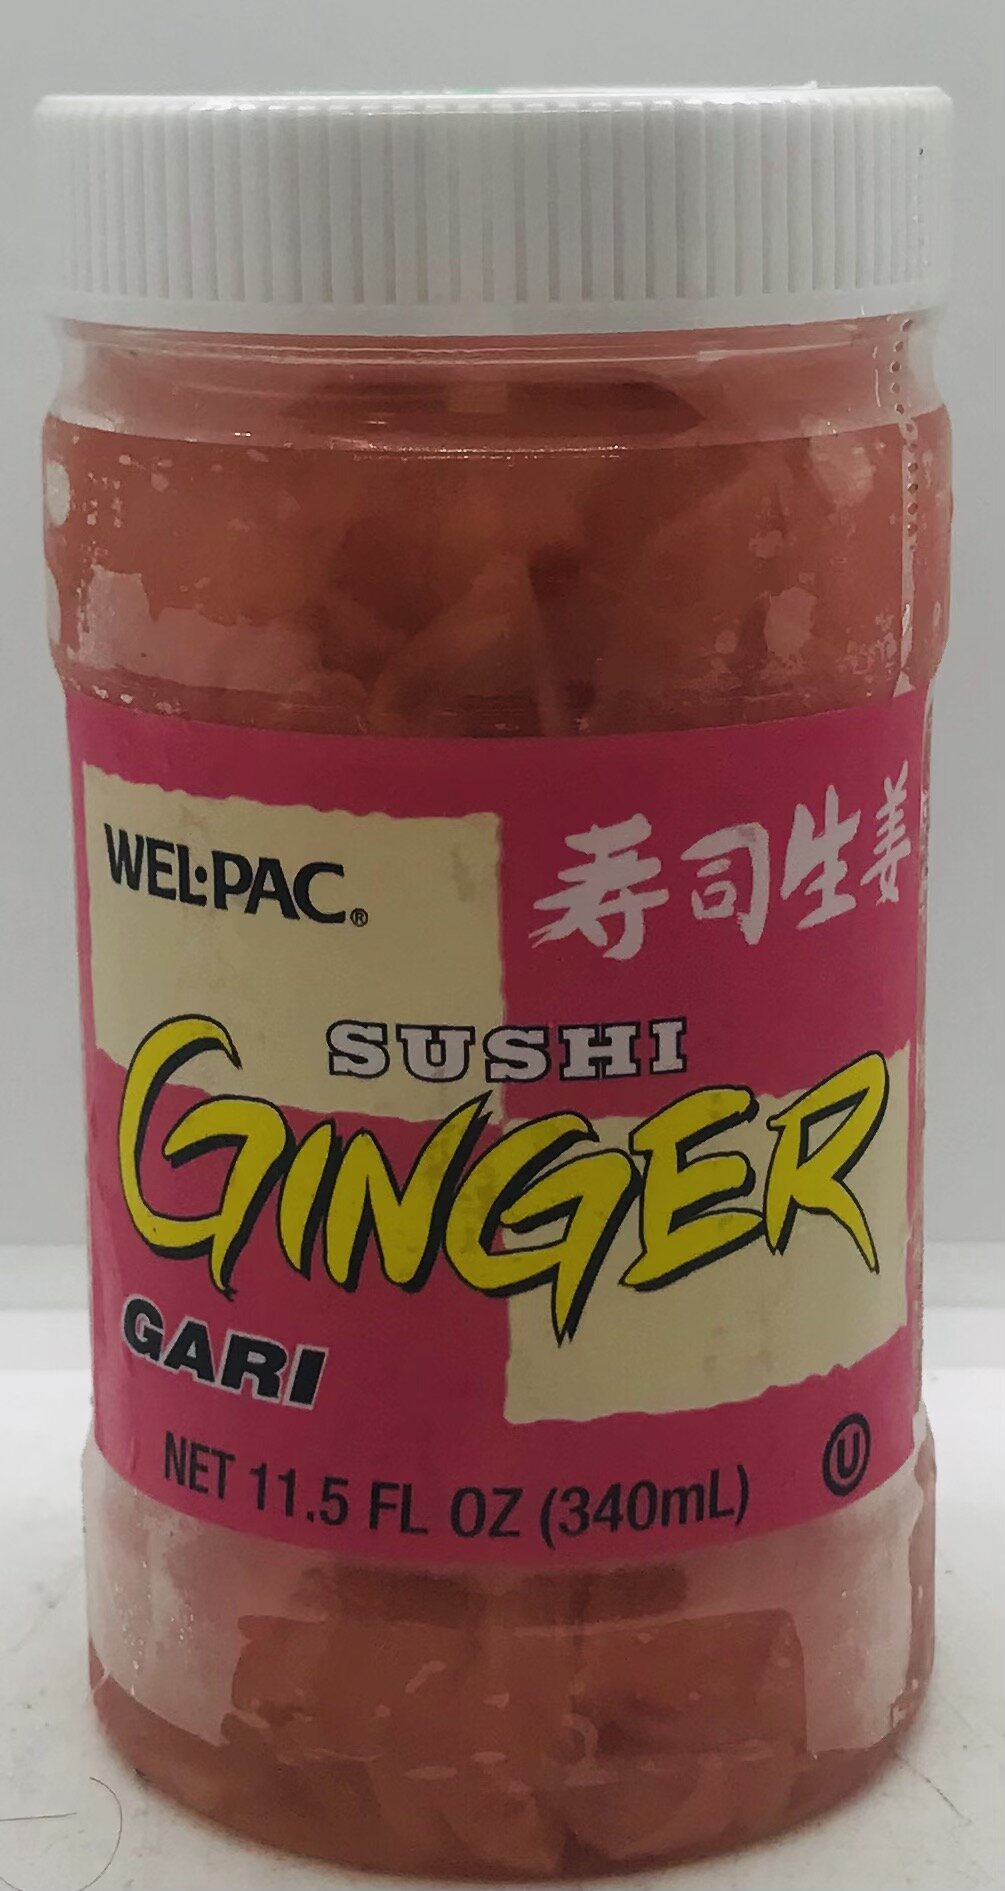 WEL·PAC®
寿司生姜
SUSHI
GINGER
GARI
NET 11.5 FL OZ (340mL)
U